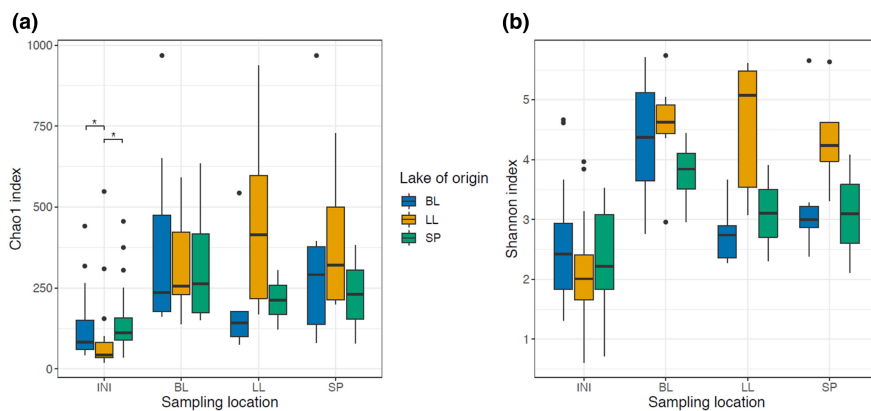 (a)
1000
750
500
250
0
Chao1 index
* *
INI BL LL SP
Sampling location
Lake of origin
BL
LL
SP
(b)
5
4
3
2
1
Shannon index
INI BL LL SP
Sampling location